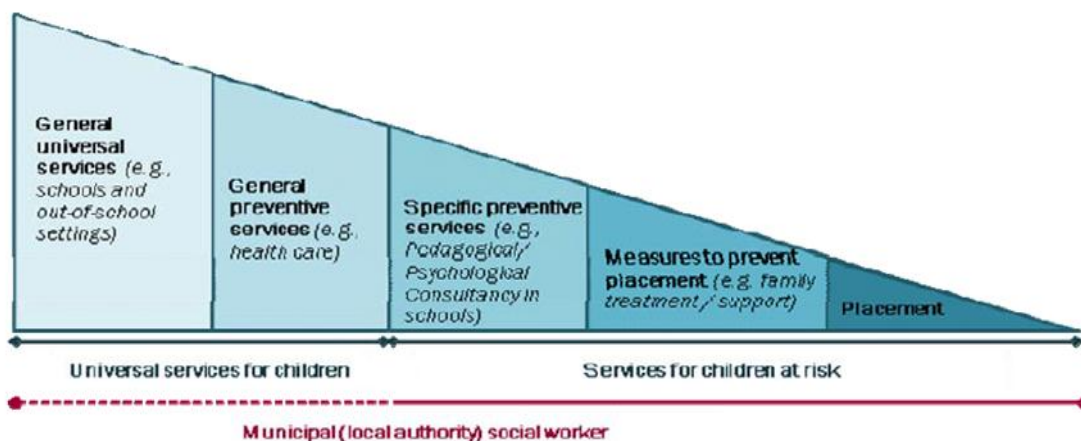 General
universal
services (e.g.,
schools and
out-of-school
settings)
General
preventive
services (e.g.,
health care)
Specific preventive
services (e.g.,
Pedagogical/
Psychological
Consultancy in
schools)
Measures to prevent
placement (e.g. family
treatment / support)
Placement
Universal services for children
Services for children at risk
Municipal (local authority) social worker